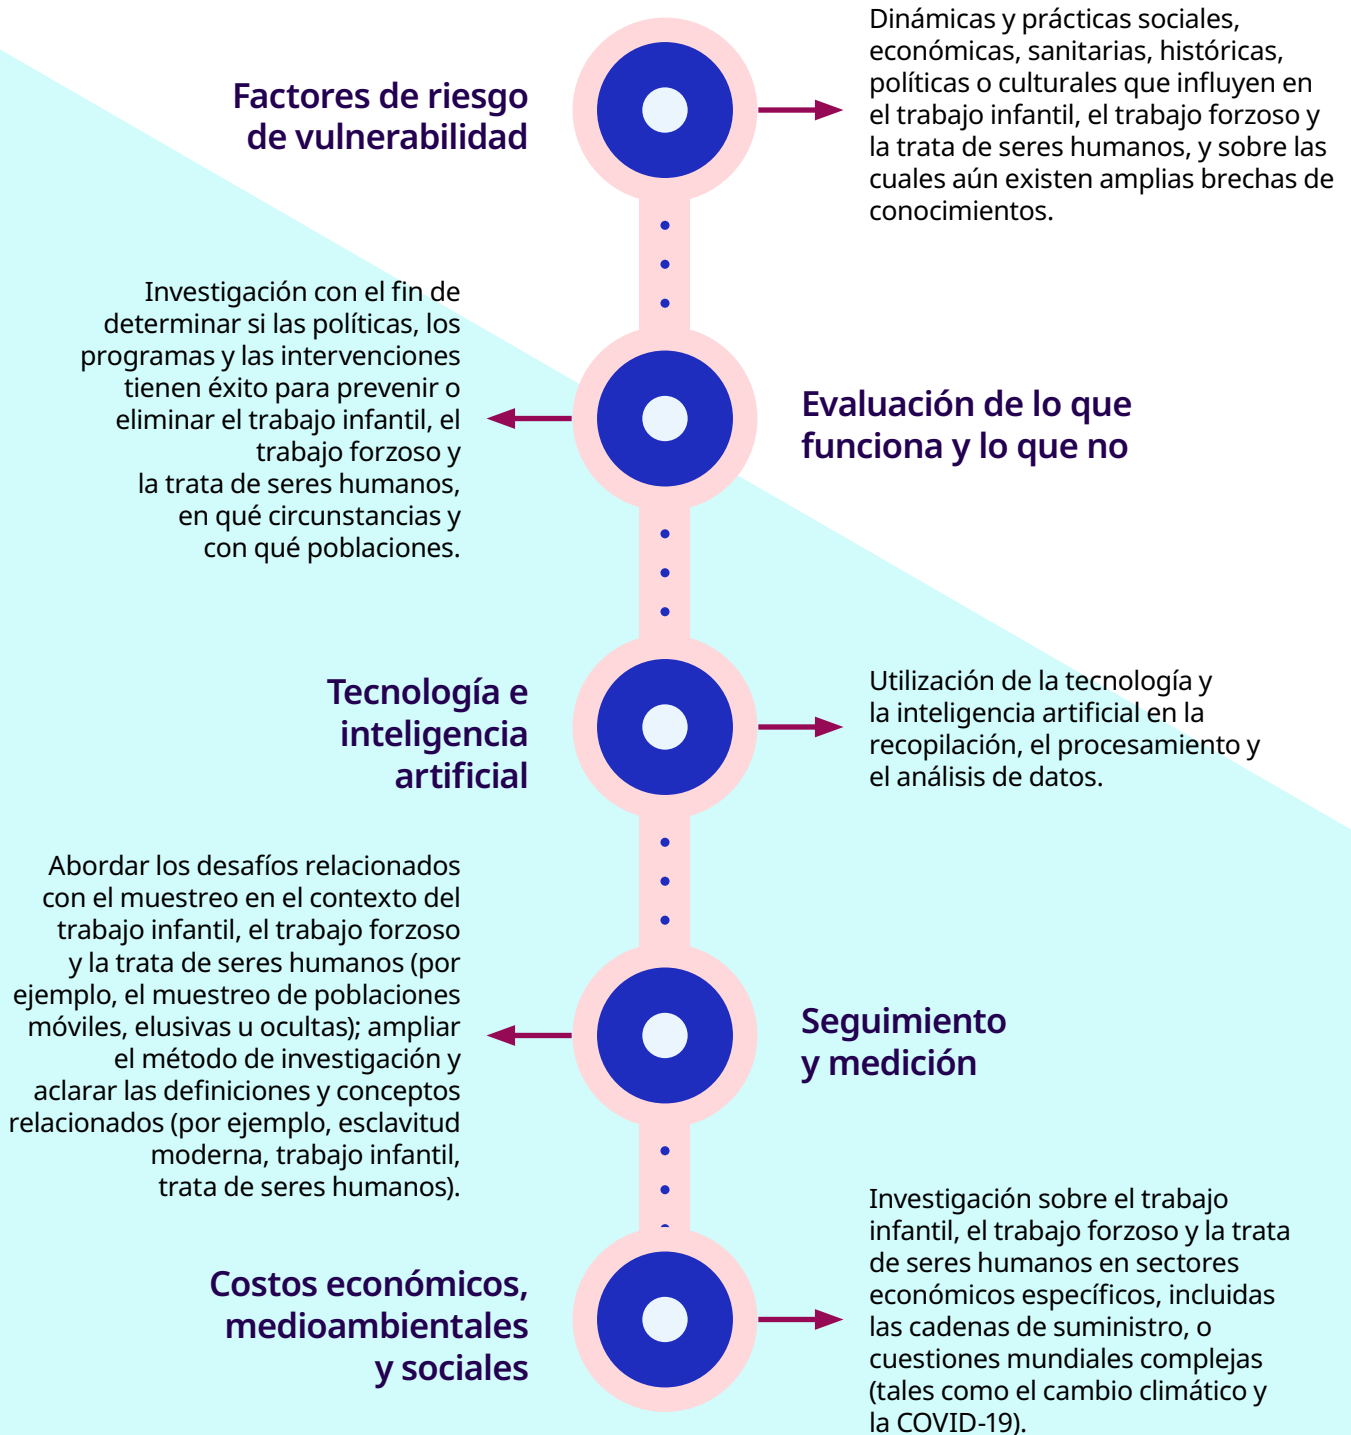 Factores de riesgo
de vulnerabilidad
Dinámicas y prácticas sociales,
económicas, sanitarias, históricas,
políticas o culturales que influyen en
el trabajo infantil, el trabajo forzoso y
la trata de seres humanos, y sobre las
cuales aún existen amplias brechas de
conocimientos.
Evaluación de lo que
funciona y lo que no
Investigación con el fin de
determinar si las políticas, los
programas y las intervenciones
tienen éxito para prevenir o
eliminar el trabajo infantil, el
trabajo forzoso y
la trata de seres humanos,
en qué circunstancias y
con qué poblaciones.
Tecnología e
inteligencia
artificial
Utilización de la tecnología y
la inteligencia artificial en la
recopilación, el procesamiento y
el análisis de datos.
Seguimiento
y medición
Abordar los desafíos relacionados
con el muestreo en el contexto del
trabajo infantil, el trabajo forzoso
y la trata de seres humanos (por
ejemplo, el muestreo de poblaciones
móviles, elusivas u ocultas); ampliar
el método de investigación y
aclarar las definiciones y conceptos
relacionados (por ejemplo, esclavitud
moderna, trabajo infantil,
trata de seres humanos).
Costos económicos,
medioambientales
y sociales
Investigación sobre el trabajo
infantil, el trabajo forzoso y la trata
de seres humanos en sectores
económicos específicos, incluidas
las cadenas de suministro, o
cuestiones mundiales complejas
(tales como el cambio climático y
la COVID-19).